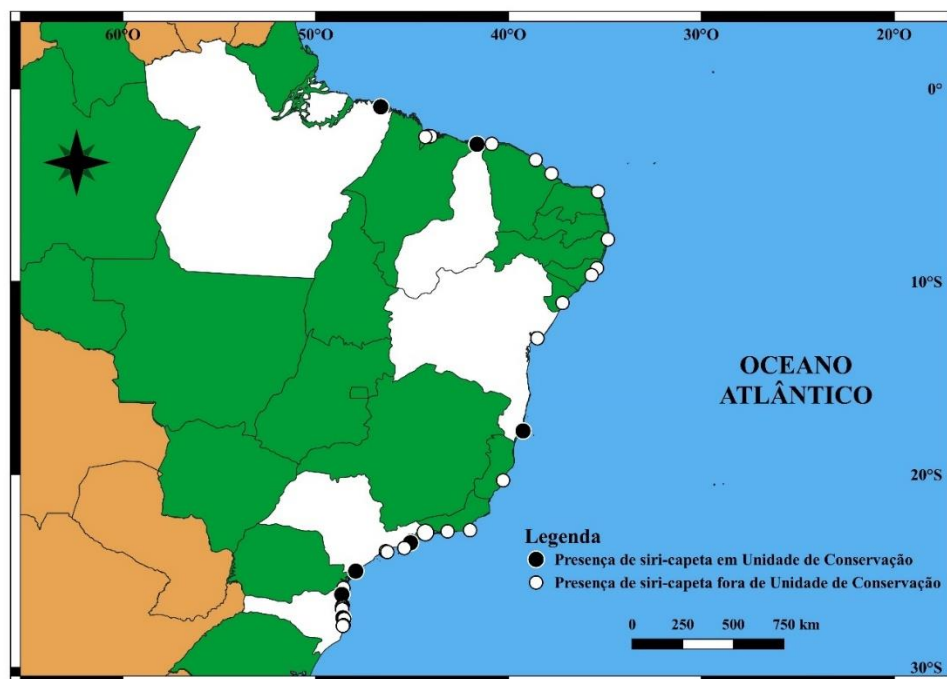 60°O 50°O 40°O 30°O 20°O
0°
10°S
OCEANO
ATLÂNTICO
20°S
Legenda
Presença de siri-capeta em Unidade de Conservação
Presença de siri-capeta fora de Unidade de Conservação
0 250 500 750 km
30°S